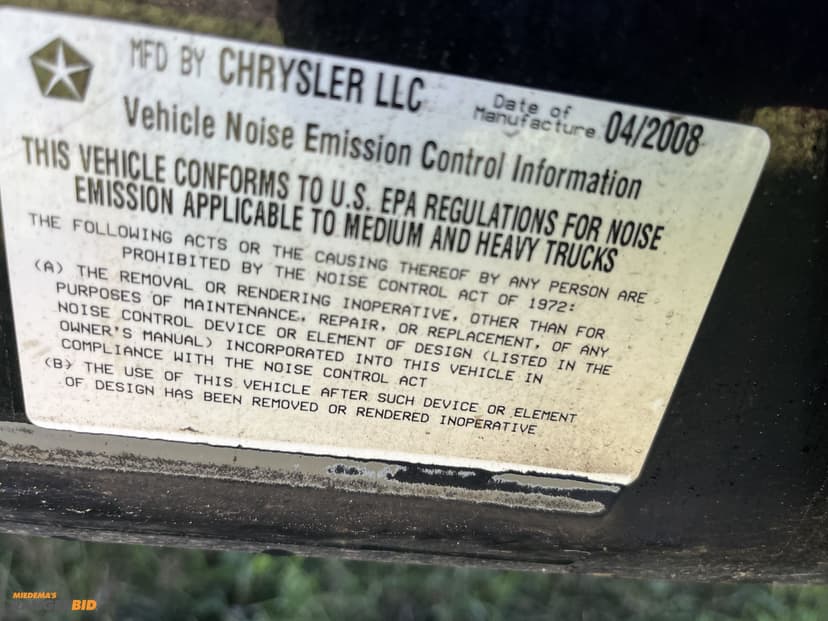 MFD BY CHRYSLER LLC
Date of
Manufacture 04/2008
Vehicle Noise Emission Control Information
THIS VEHICLE CONFORMS TO U.S. EPA REGULATIONS FOR NOISE
EMISSION APPLICABLE TO MEDIUM AND HEAVY TRUCKS
THE FOLLOWING ACTS OR THE CAUSING THEREOF BY ANY PERSON ARE
PROHIBITED BY THE NOISE CONTROL ACT OF 1972:
(A) THE REMOVAL OR RENDERING INOPERATIVE, OTHER THAN FOR
PURPOSES OF MAINTENANCE, REPAIR, OR REPLACEMENT, OF ANY
NOISE CONTROL DEVICE OR ELEMENT OF DESIGN (LISTED IN THE
OWNER'S MANUAL) INCORPORATED INTO THIS VEHICLE IN
COMPLIANCE WITH THE NOISE CONTROL ACT
(B) THE USE OF THIS VEHICLE AFTER SUCH DEVICE OR ELEMENT
OF DESIGN HAS BEEN REMOVED OR RENDERED INOPERATIVE
MIEDEMA'S
BID